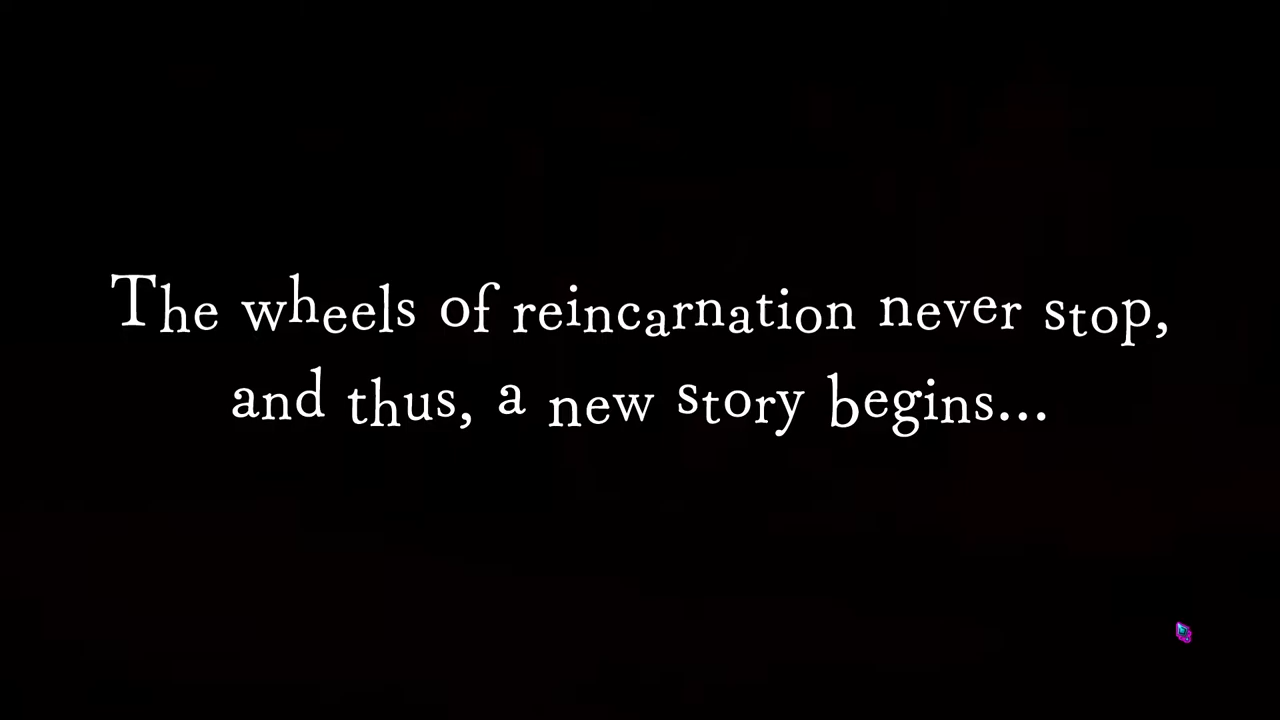 The wheels of reincarnation never stop,
and thus, a new story begins...